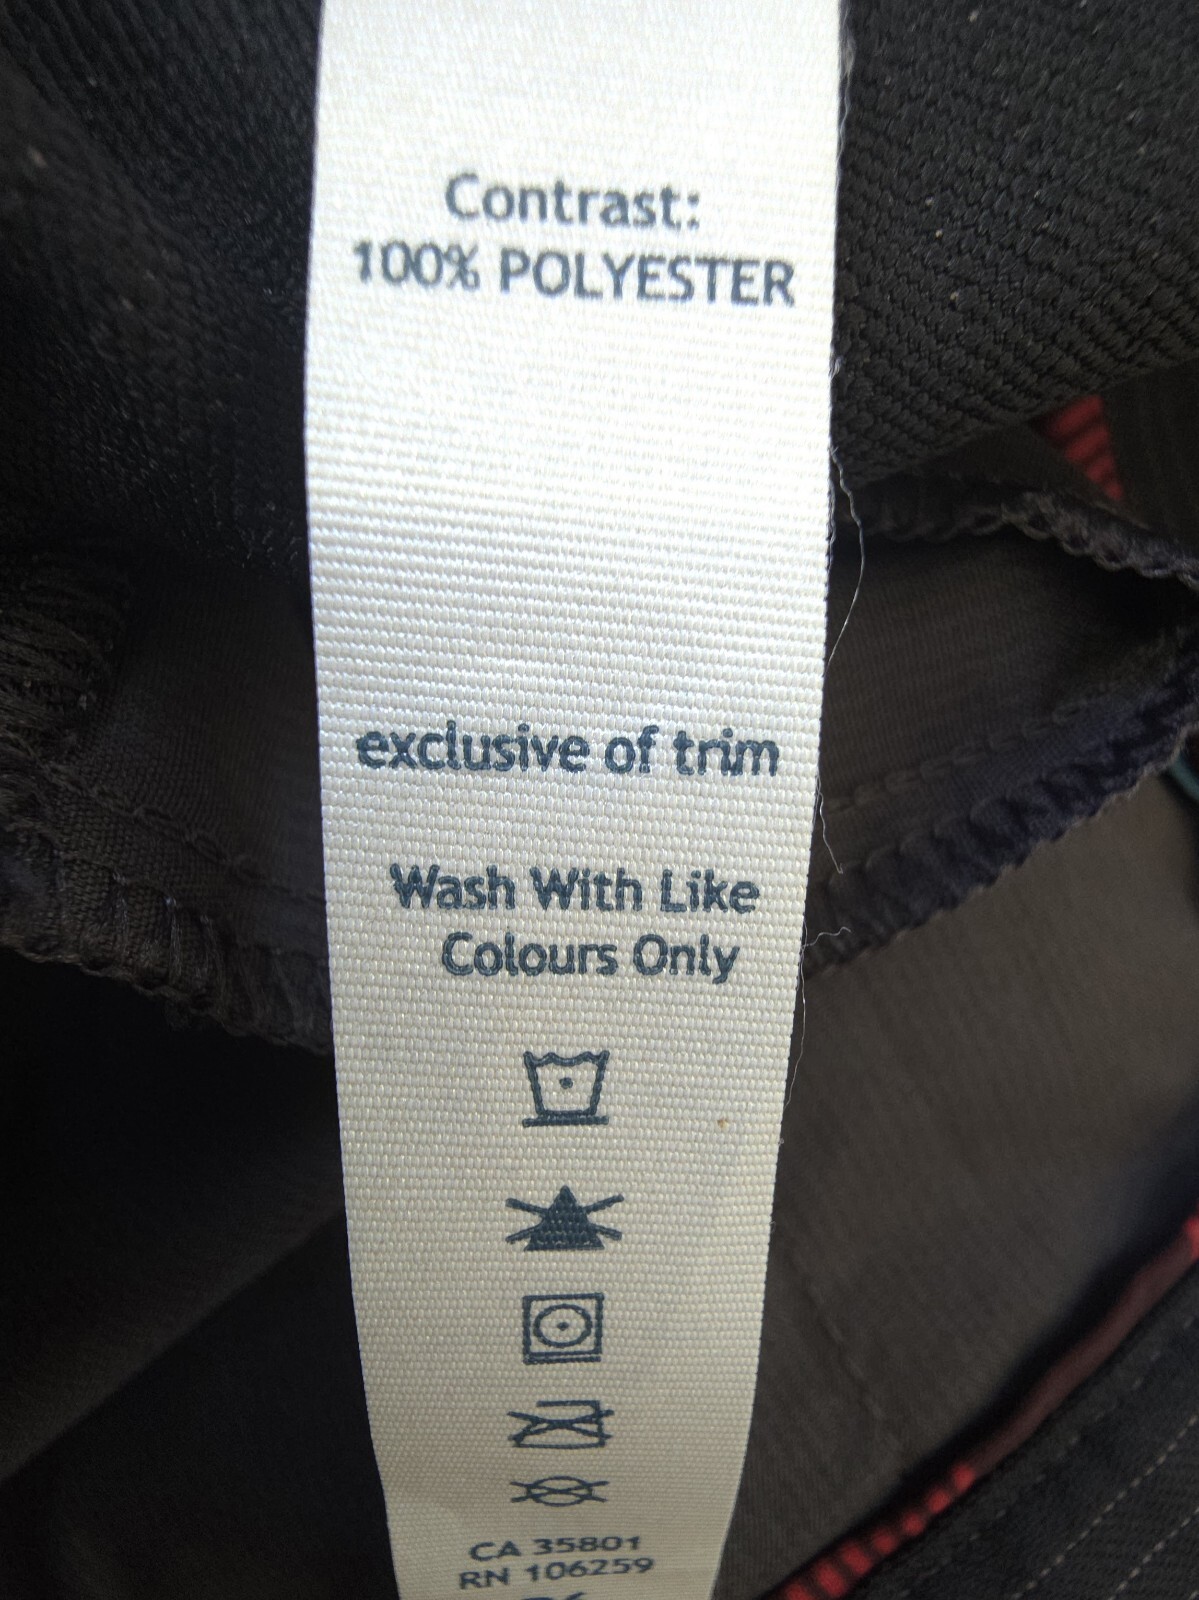 Contrast:
100% POLYESTER
exclusive of trim
Wash With Like
Colours Only
CA 35801
RN 106259